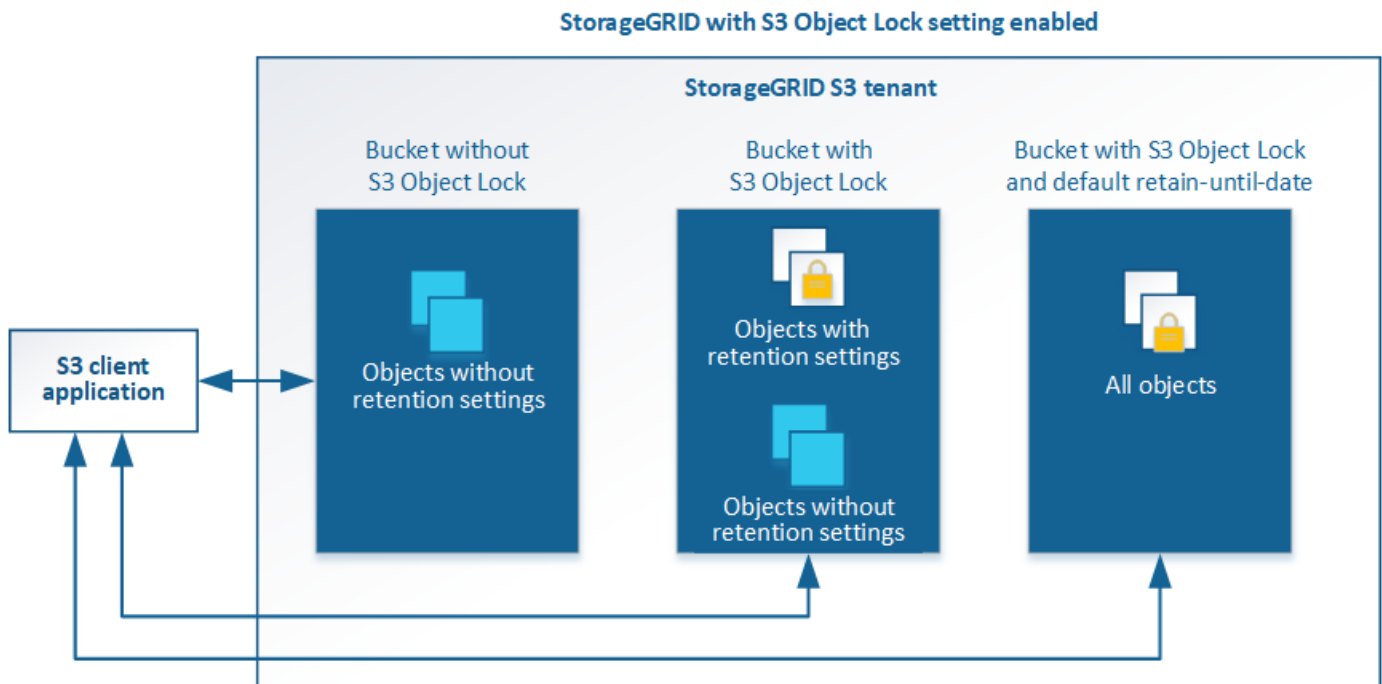 StorageGRID with S3 Object Lock setting enabled
StorageGRID S3 tenant
Bucket without
S3 Object Lock
Bucket with
S3 Object Lock
Bucket with S3 Object Lock
and default retain-until-date
S3 client
application
Objects without
retention settings
Objects with
retention settings
Objects without
retention settings
All objects